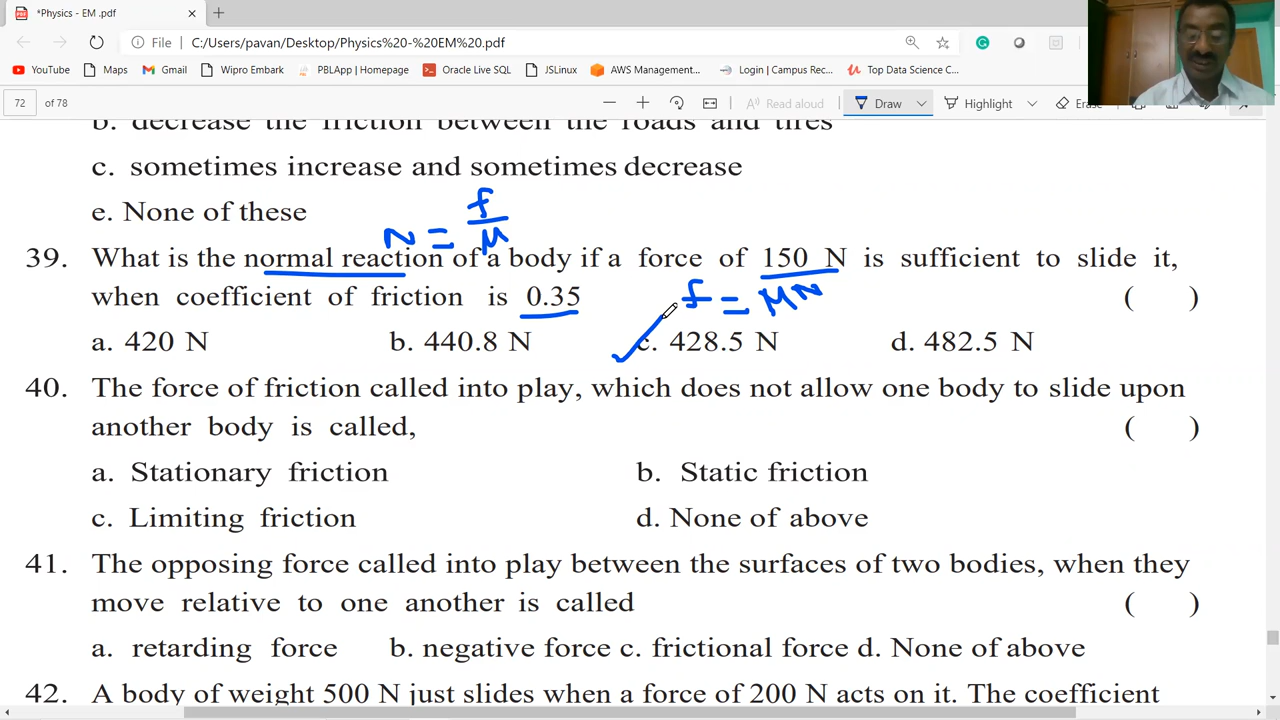 *Physics - EM .pdf
File C:/Users/pavan/Desktop/Physics%20-%20EM%20.pdf
YouTube Maps Gmail Wipro Embark PBLApp | Homepage Oracle Live SQL JSLinux AWS Management... Login | Campus Rec... Top Data Science C...
72 of 78 Read aloud Draw Highlight Erase
b. decrease the friction between the roads and tires
c. sometimes increase and sometimes decrease
e. None of these
N = f/μ
39. What is the normal reaction of a body if a force of 150 N is sufficient to slide it,
when coefficient of friction is 0.35 ( )
f = μN
a. 420 N b. 440.8 N c. 428.5 N d. 482.5 N
40. The force of friction called into play, which does not allow one body to slide upon
another body is called, ( )
a. Stationary friction b. Static friction
c. Limiting friction d. None of above
41. The opposing force called into play between the surfaces of two bodies, when they
move relative to one another is called ( )
a. retarding force b. negative force c. frictional force d. None of above
42. A body of weight 500 N just slides when a force of 200 N acts on it. The coefficient